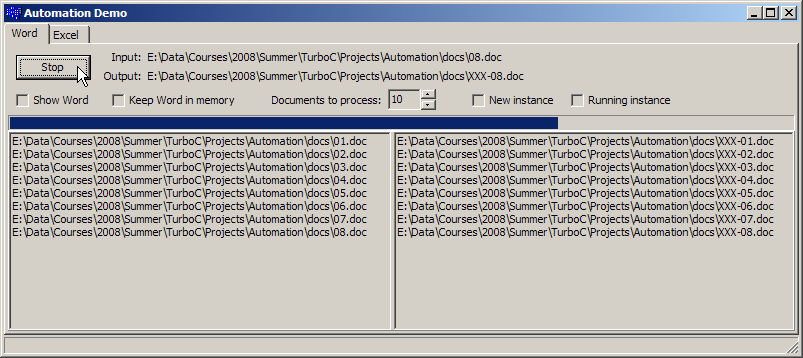 Automation Demo
Word Excel
Stop
Input: E:\Data\Courses\2008\Summer\TurboC\Projects\Automation\docs\08.doc
Output: E:\Data\Courses\2008\Summer\TurboC\Projects\Automation\docs\XXX-08.doc
Show Word Keep Word in memory Documents to process: 10 New instance Running instance
E:\Data\Courses\2008\Summer\TurboC\Projects\Automation\docs\01.doc
E:\Data\Courses\2008\Summer\TurboC\Projects\Automation\docs\02.doc
E:\Data\Courses\2008\Summer\TurboC\Projects\Automation\docs\03.doc
E:\Data\Courses\2008\Summer\TurboC\Projects\Automation\docs\04.doc
E:\Data\Courses\2008\Summer\TurboC\Projects\Automation\docs\05.doc
E:\Data\Courses\2008\Summer\TurboC\Projects\Automation\docs\06.doc
E:\Data\Courses\2008\Summer\TurboC\Projects\Automation\docs\07.doc
E:\Data\Courses\2008\Summer\TurboC\Projects\Automation\docs\08.doc
E:\Data\Courses\2008\Summer\TurboC\Projects\Automation\docs\XXX-01.doc
E:\Data\Courses\2008\Summer\TurboC\Projects\Automation\docs\XXX-02.doc
E:\Data\Courses\2008\Summer\TurboC\Projects\Automation\docs\XXX-03.doc
E:\Data\Courses\2008\Summer\TurboC\Projects\Automation\docs\XXX-04.doc
E:\Data\Courses\2008\Summer\TurboC\Projects\Automation\docs\XXX-05.doc
E:\Data\Courses\2008\Summer\TurboC\Projects\Automation\docs\XXX-06.doc
E:\Data\Courses\2008\Summer\TurboC\Projects\Automation\docs\XXX-07.doc
E:\Data\Courses\2008\Summer\TurboC\Projects\Automation\docs\XXX-08.doc